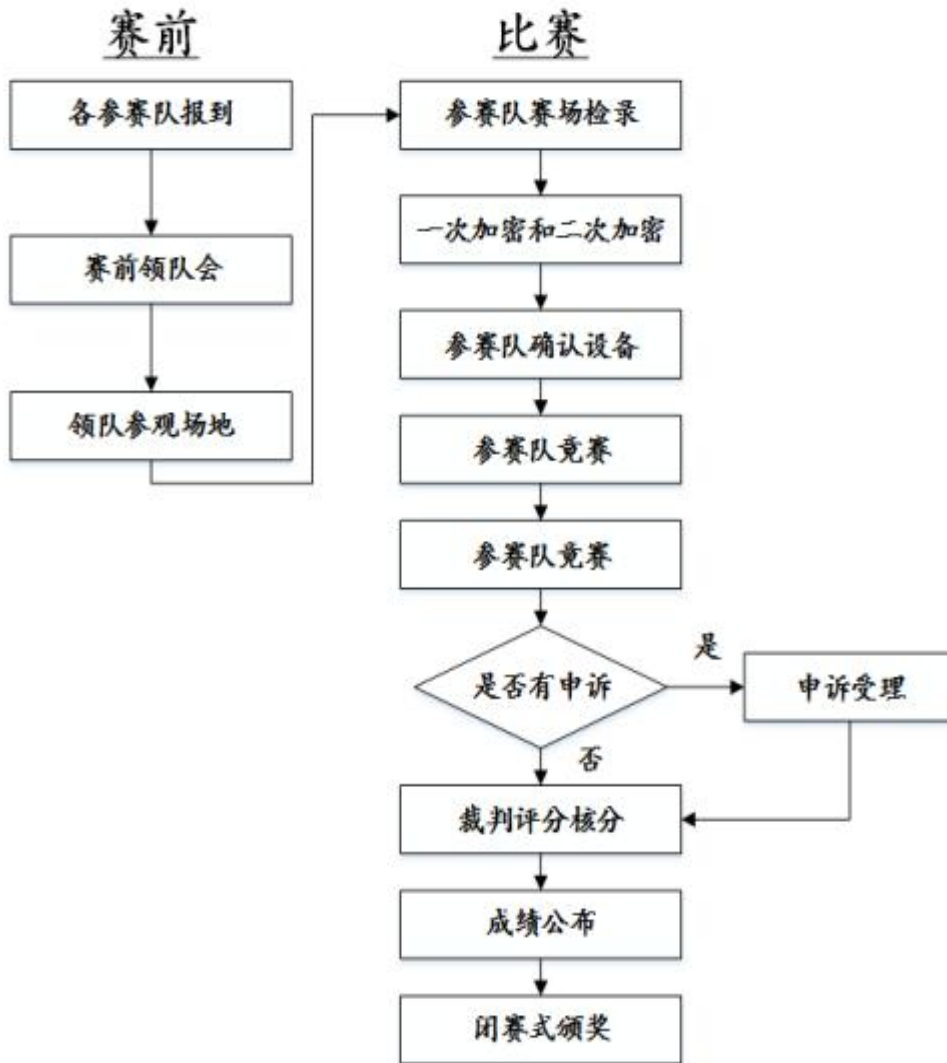 赛前
各参赛队报到
赛前领队会
领队参观场地
比赛
参赛队赛场检录
一次加密和二次加密
参赛队确认设备
参赛队竞赛
参赛队竞赛
是否有申诉
是
申诉受理
否
裁判评分核分
成绩公布
闭赛式颁奖